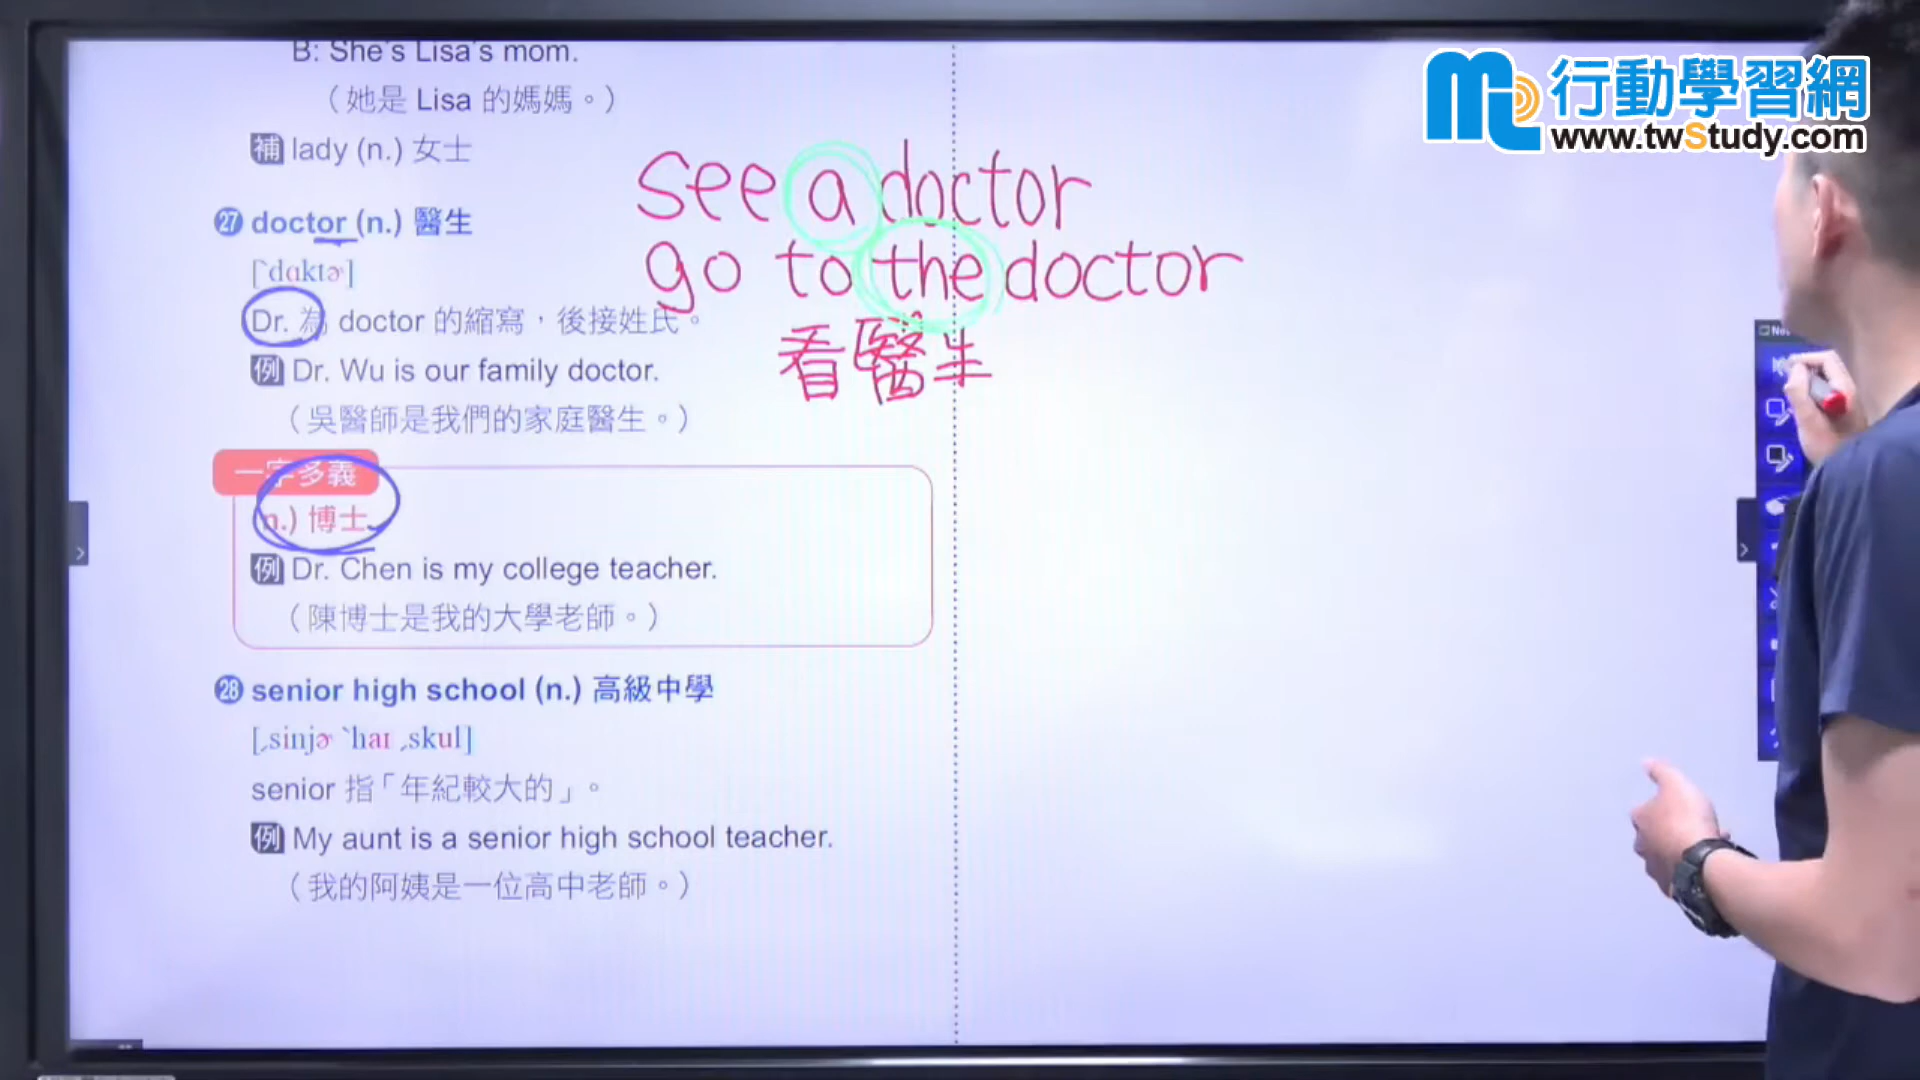 B: She's Lisa's mom.
（她是 Lisa 的媽媽。）
補 lady (n.) 女士
27 doctor (n.) 醫生
[ˋdɑktɚ]
Dr. 為 doctor 的縮寫，後接姓氏。
例 Dr. Wu is our family doctor.
（吳醫師是我們的家庭醫生。）
一字多義
(n.) 博士
例 Dr. Chen is my college teacher.
（陳博士是我的大學老師。）
28 senior high school (n.) 高級中學
[ˏsinjɚ ˋhaɪ ˏskul]
senior 指「年紀較大的」。
例 My aunt is a senior high school teacher.
（我的阿姨是一位高中老師。）
see a doctor
go to the doctor
看醫生
行動學習網
www.twStudy.com